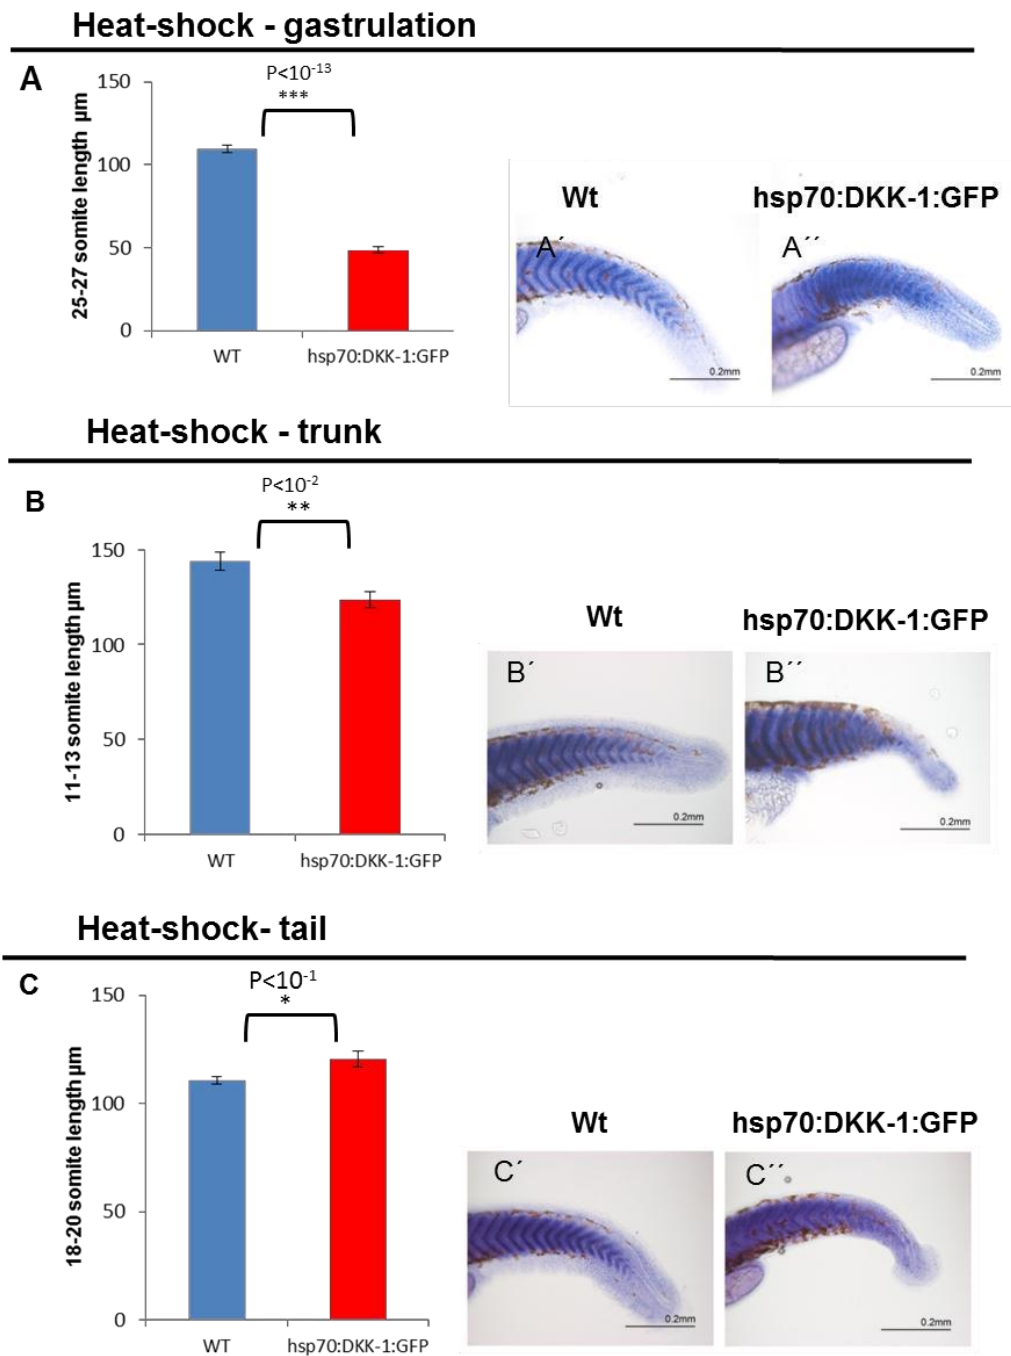 Heat-shock - gastrulation
A
P<10-13
***
150
100
50
0
25-27 somite length µm
WT
hsp70:DKK-1:GFP
Wt
hsp70:DKK-1:GFP
A´
A´´
0.2mm
0.2mm
Heat-shock - trunk
B
P<10-2
**
150
100
50
0
11-13 somite length µm
WT
hsp70:DKK-1:GFP
Wt
hsp70:DKK-1:GFP
B´
B´´
0.2mm
0.2mm
Heat-shock- tail
C
P<10-1
*
150
100
50
0
18-20 somite length µm
WT
hsp70:DKK-1:GFP
Wt
hsp70:DKK-1:GFP
C´
C´´
0.2mm
0.2mm